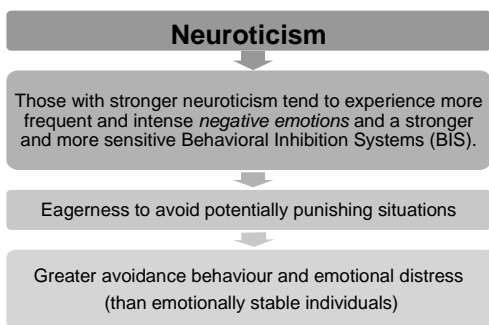 Neuroticism
Those with stronger neuroticism tend to experience more
frequent and intense negative emotions and a stronger
and more sensitive Behavioral Inhibition Systems (BIS).
Eagerness to avoid potentially punishing situations
Greater avoidance behaviour and emotional distress
(than emotionally stable individuals)